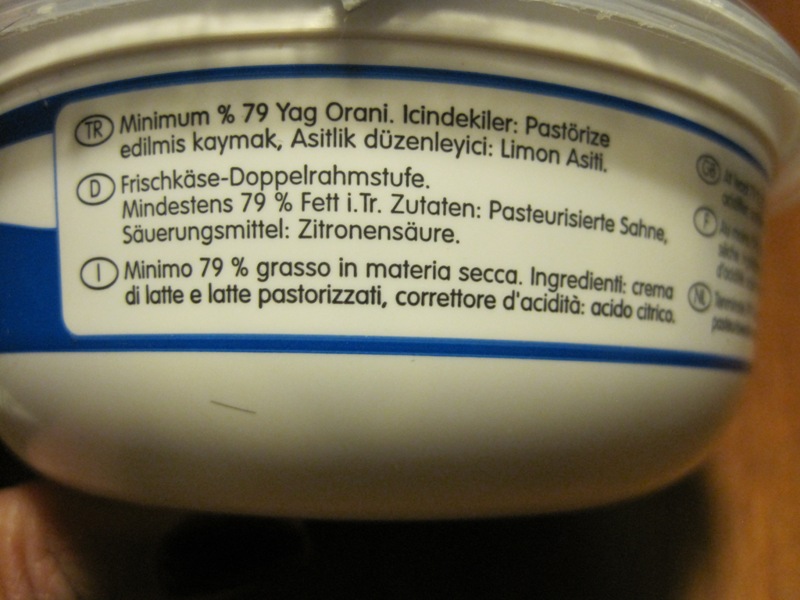 TR Minimum % 79 Yag Orani. Icindekiler: Pastörize
edilmis kaymak, Asitlik düzenleyici: Limon Asiti.
D Frischkäse-Doppelrahmstufe.
Mindestens 79 % Fett i.Tr. Zutaten: Pasteurisierte Sahne,
Säuerungsmittel: Zitronensäure.
I Minimo 79 % grasso in materia secca. Ingredienti: crema
di latte e latte pastorizzati, correttore d'acidità: acido citrico.
GB
F
NL